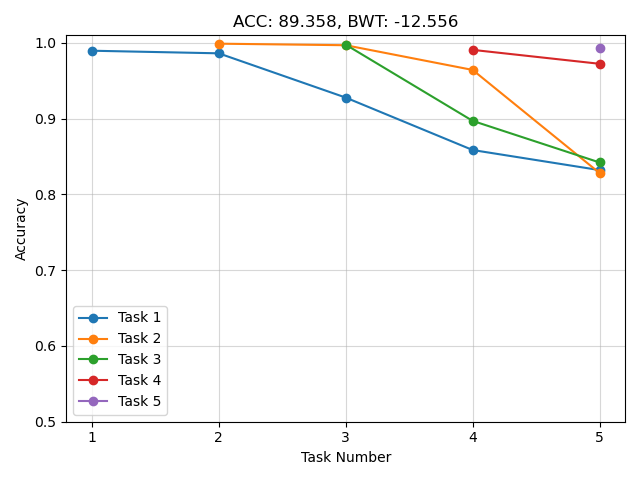 ACC: 89.358, BWT: -12.556
1.0
0.9
0.8
0.7
0.6
0.5
Accuracy
Task 1
Task 2
Task 3
Task 4
Task 5
1 2 3 4 5
Task Number